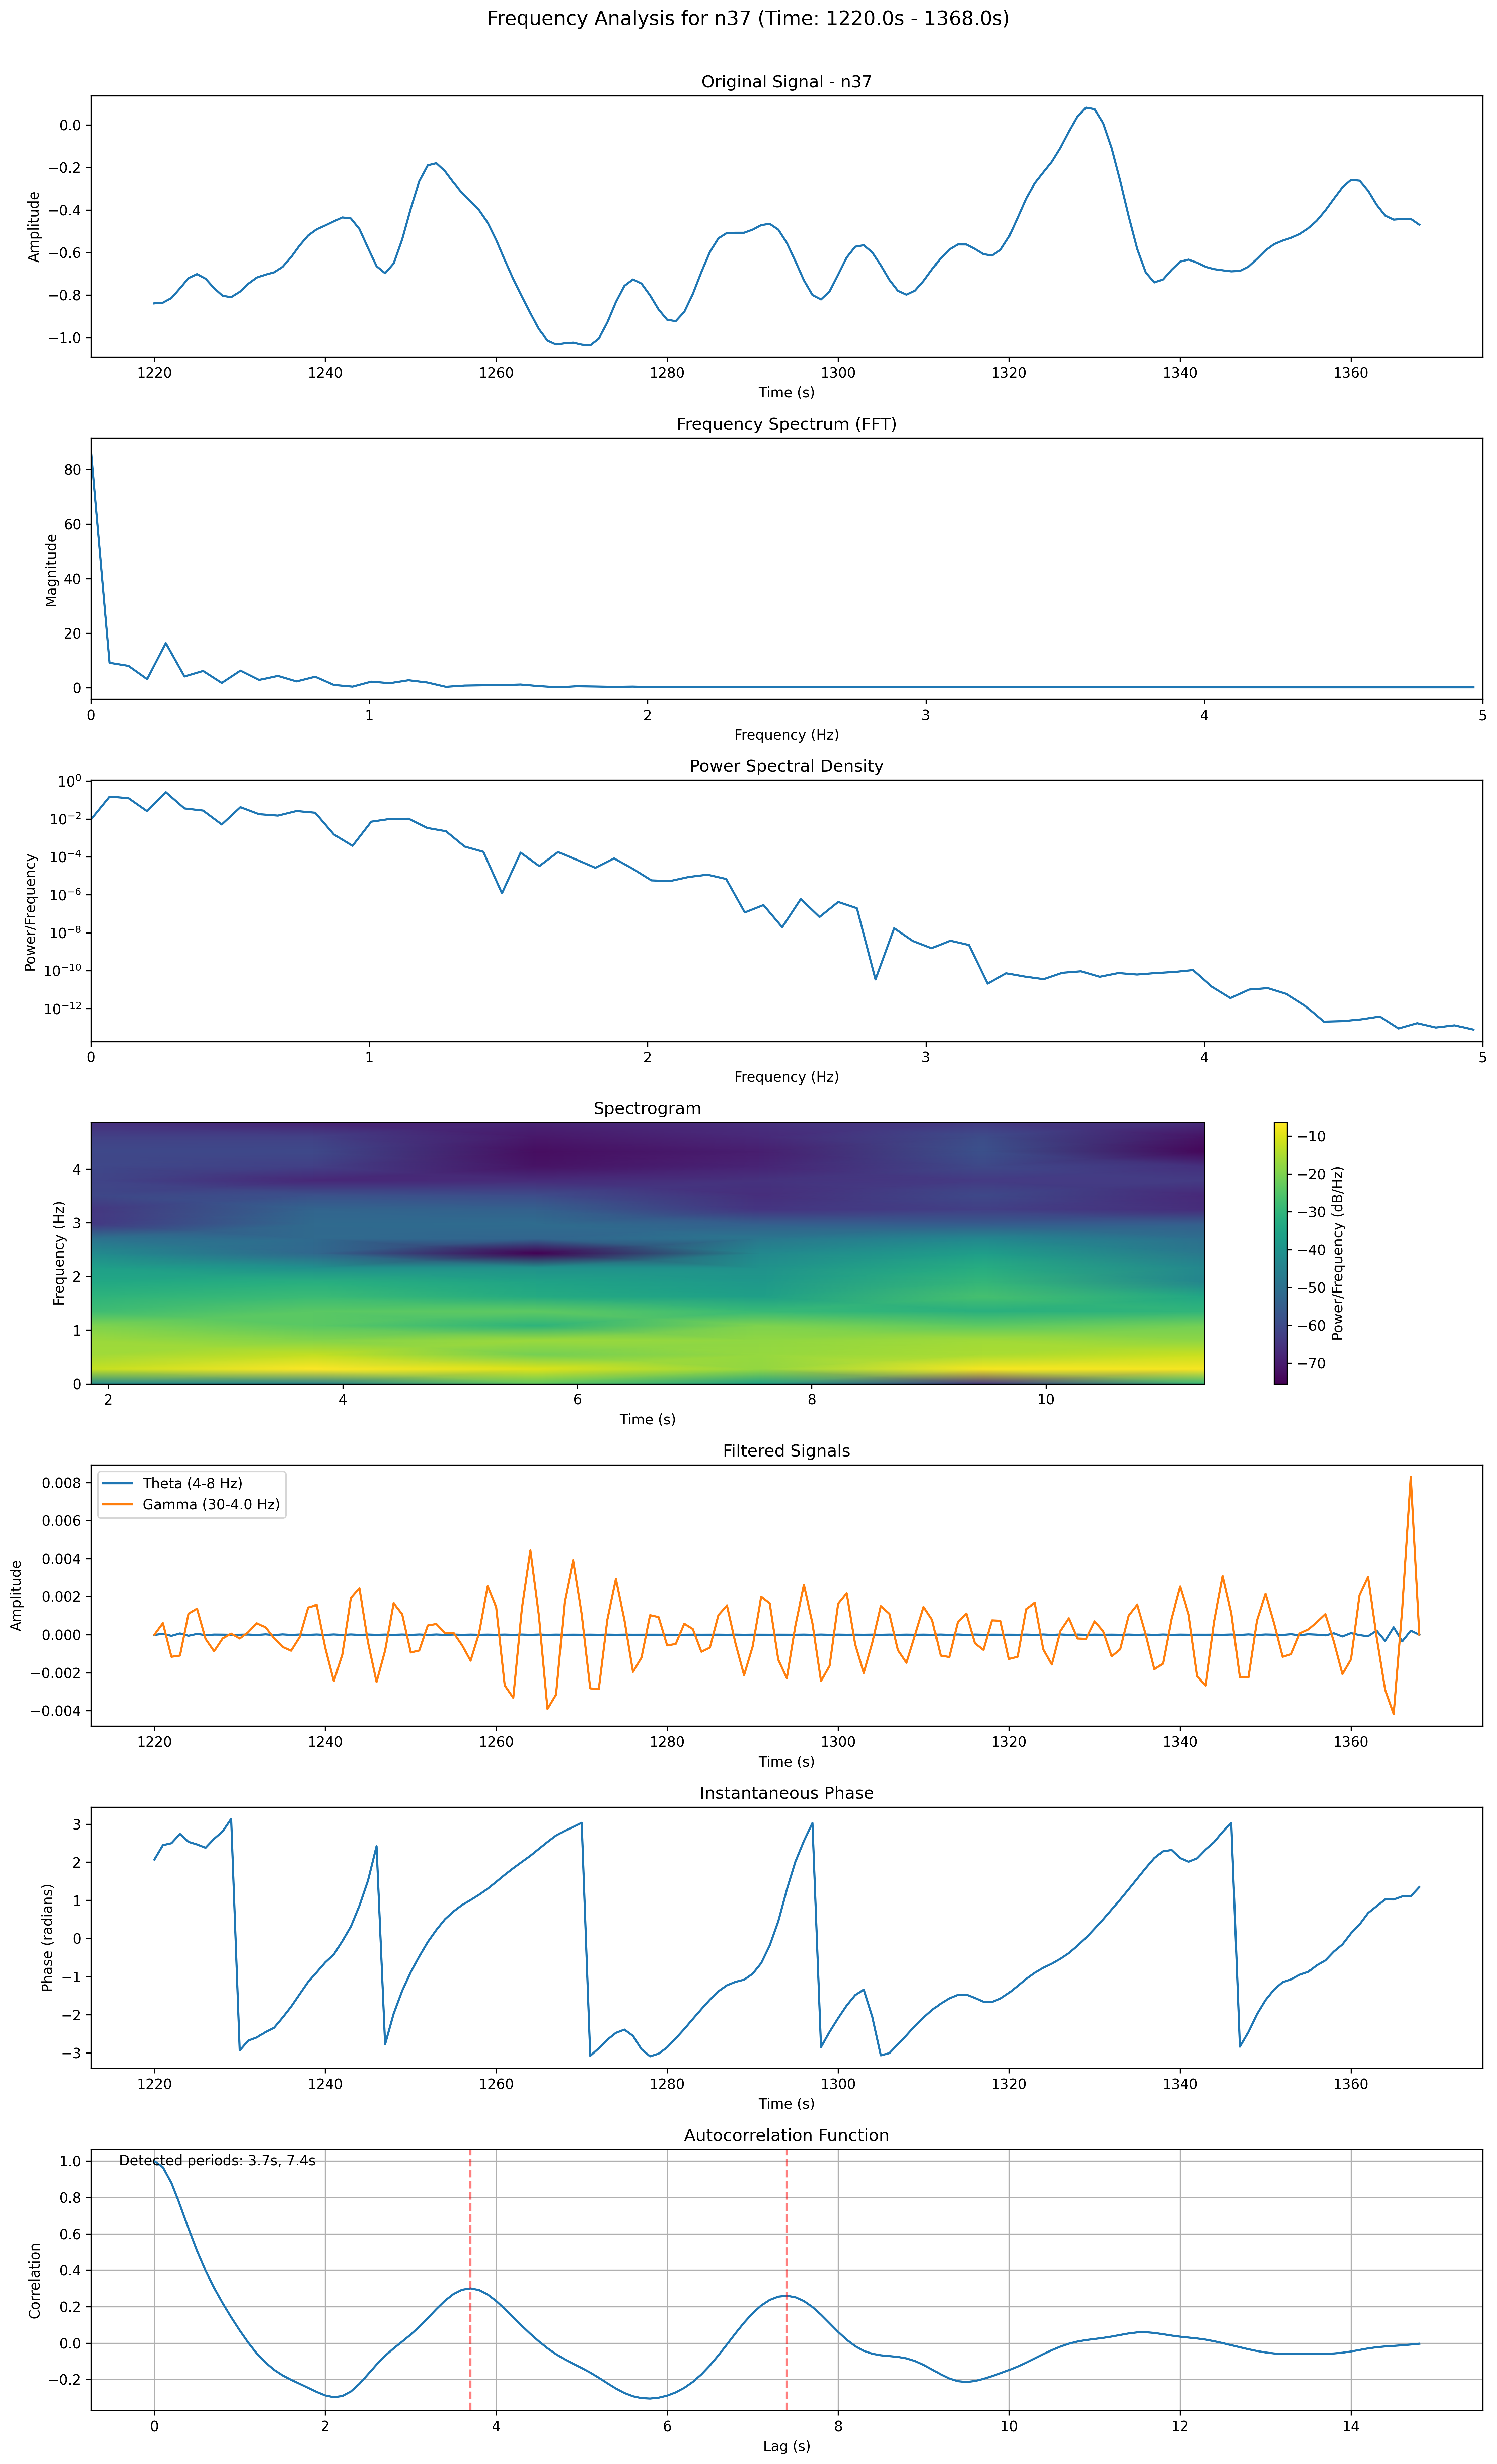 Frequency Analysis for n37 (Time: 1220.0s - 1368.0s)
Original Signal - n37
Amplitude
0.0
−0.2
−0.4
−0.6
−0.8
−1.0
1220 1240 1260 1280 1300 1320 1340 1360
Time (s)
Frequency Spectrum (FFT)
Magnitude
80
60
40
20
0
0 1 2 3 4 5
Frequency (Hz)
Power Spectral Density
Power/Frequency
10⁰
10⁻²
10⁻⁴
10⁻⁶
10⁻⁸
10⁻¹⁰
10⁻¹²
0 1 2 3 4 5
Frequency (Hz)
Spectrogram
Frequency (Hz)
4
3
2
1
0
2 4 6 8 10
Time (s)
−10
−20
−30
−40
−50
−60
−70
Power/Frequency (dB/Hz)
Filtered Signals
Theta (4-8 Hz)
Gamma (30-4.0 Hz)
Amplitude
0.008
0.006
0.004
0.002
0.000
−0.002
−0.004
1220 1240 1260 1280 1300 1320 1340 1360
Time (s)
Instantaneous Phase
Phase (radians)
3
2
1
0
−1
−2
−3
1220 1240 1260 1280 1300 1320 1340 1360
Time (s)
Autocorrelation Function
Detected periods: 3.7s, 7.4s
Correlation
1.0
0.8
0.6
0.4
0.2
0.0
−0.2
0 2 4 6 8 10 12 14
Lag (s)